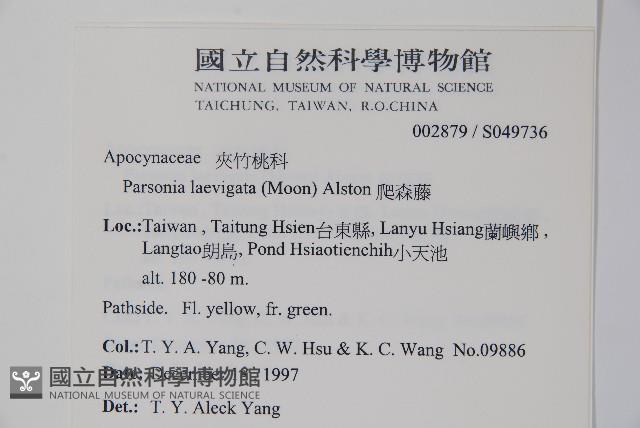 國立自然科學博物館
NATIONAL MUSEUM OF NATURAL SCIENCE
TAICHUNG, TAIWAN, R.O.CHINA
002879 / S049736
Apocynaceae 夾竹桃科
Parsonia laevigata (Moon) Alston 爬森藤
Loc.:Taiwan , Taitung Hsien台東縣, Lanyu Hsiang蘭嶼鄉 ,
Langtao朗島, Pond Hsiaotienchih小天池
alt. 180 -80 m.
Pathside. Fl. yellow, fr. green.
Col.:T. Y. A. Yang, C. W. Hsu & K. C. Wang No.09886
Date: December 1997
國立自然科學博物館
NATIONAL MUSEUM OF NATURAL SCIENCE
Det.: T. Y. Aleck Yang